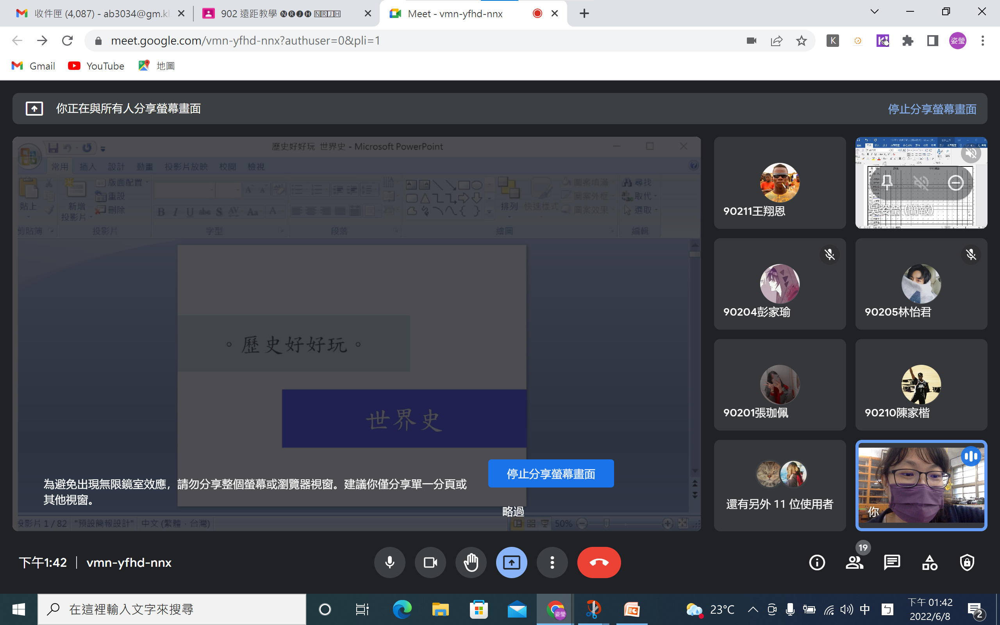 收件匣 (4,087) - ab3034@gm.kl
902 遠距教學 🅝🅡🅙🅗 🄽🅁🄹🄷
Meet - vmn-yfhd-nnx
meet.google.com/vmn-yfhd-nnx?authuser=0&pli=1
K
姿瑩
Gmail
YouTube
地圖
你正在與所有人分享螢幕畫面
停止分享螢幕畫面
歷史好好玩 世界史 - Microsoft PowerPoint
常用 插入 設計 動畫 投影片放映 校閱 檢視
貼上
新增
投影片
版面配置
重設
刪除
排列
快速樣式
圖案填滿
圖案外框
圖案效果
尋找
取代
選取
剪貼簿 投影片 字型 段落 繪圖 編輯
。歷史好好玩。
世界史
為避免出現無限鏡室效應，請勿分享整個螢幕或瀏覽器視窗。建議你僅分享單一分頁或
其他視窗。
停止分享螢幕畫面
略過
投影片 1 / 82 "預設簡報設計" 中文 (繁體，台灣)
50%
90211王翔恩
吳姿瑩 (簡報)
90204彭家瑜
90205林怡君
90201張珈佩
90210陳家楷
還有另外 11 位使用者
你
下午1:42 | vmn-yfhd-nnx
19
在這裡輸入文字來搜尋
姿瑩
23°C
中
ㄅ
下午 01:42
2022/6/8
2